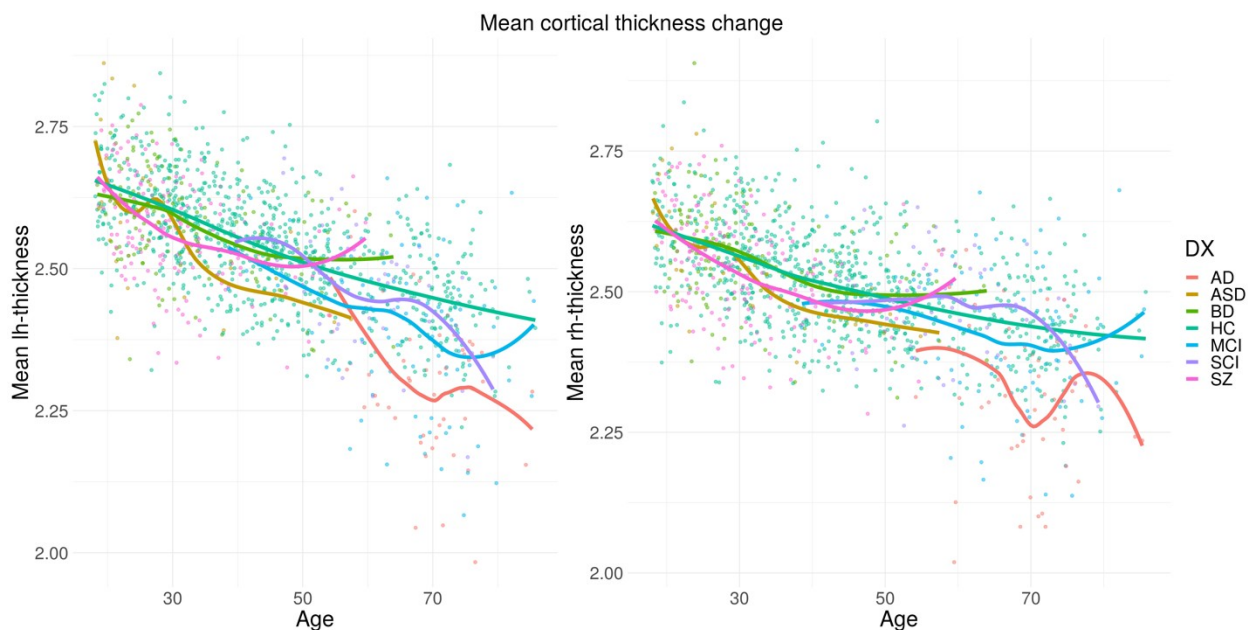 Mean cortical thickness change
Mean lh-thickness
2.75
2.50
2.25
2.00
30
50
70
Age
Mean rh-thickness
2.75
2.50
2.25
2.00
30
50
70
Age
DX
AD
ASD
BD
HC
MCI
SCI
SZ